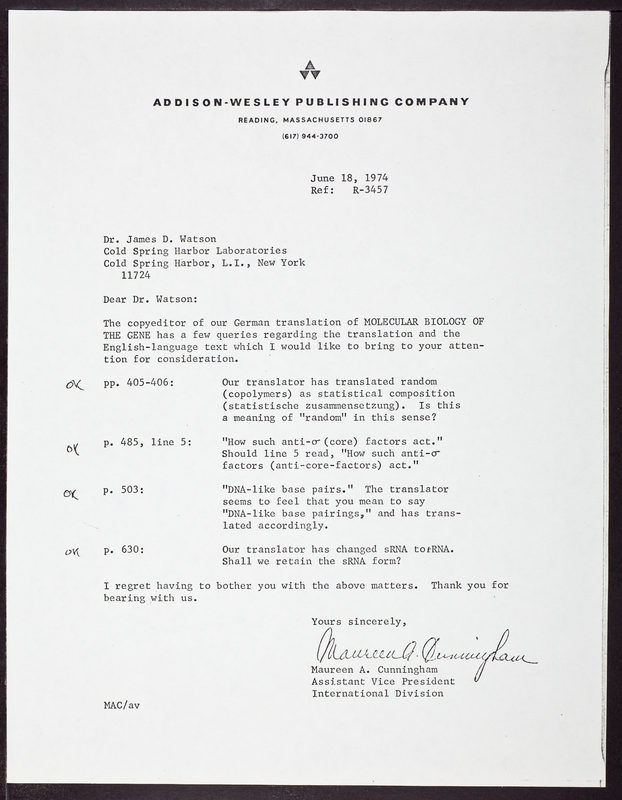 ADDISON-WESLEY PUBLISHING COMPANY
READING, MASSACHUSETTS 01867
(617) 944-3700
June 18, 1974
Ref: R-3457
Dr. James D. Watson
Cold Spring Harbor Laboratories
Cold Spring Harbor, L.I., New York
11724
Dear Dr. Watson:
The copyeditor of our German translation of MOLECULAR BIOLOGY OF
THE GENE has a few queries regarding the translation and the
English-language text which I would like to bring to your atten-
tion for consideration.
OK pp. 405-406: Our translator has translated random
(copolymers) as statistical composition
(statistische zusammensetzung). Is this
a meaning of "random" in this sense?
OK p. 485, line 5: "How such anti-σ (core) factors act."
Should line 5 read, "How such anti-σ
factors (anti-core-factors) act."
OK p. 503: "DNA-like base pairs." The translator
seems to feel that you mean to say
"DNA-like base pairings," and has trans-
lated accordingly.
OK p. 630: Our translator has changed sRNA to tRNA.
Shall we retain the sRNA form?
I regret having to bother you with the above matters. Thank you for
bearing with us.
Yours sincerely,
Maureen A. Cunningham
Maureen A. Cunningham
Assistant Vice President
International Division
MAC/av